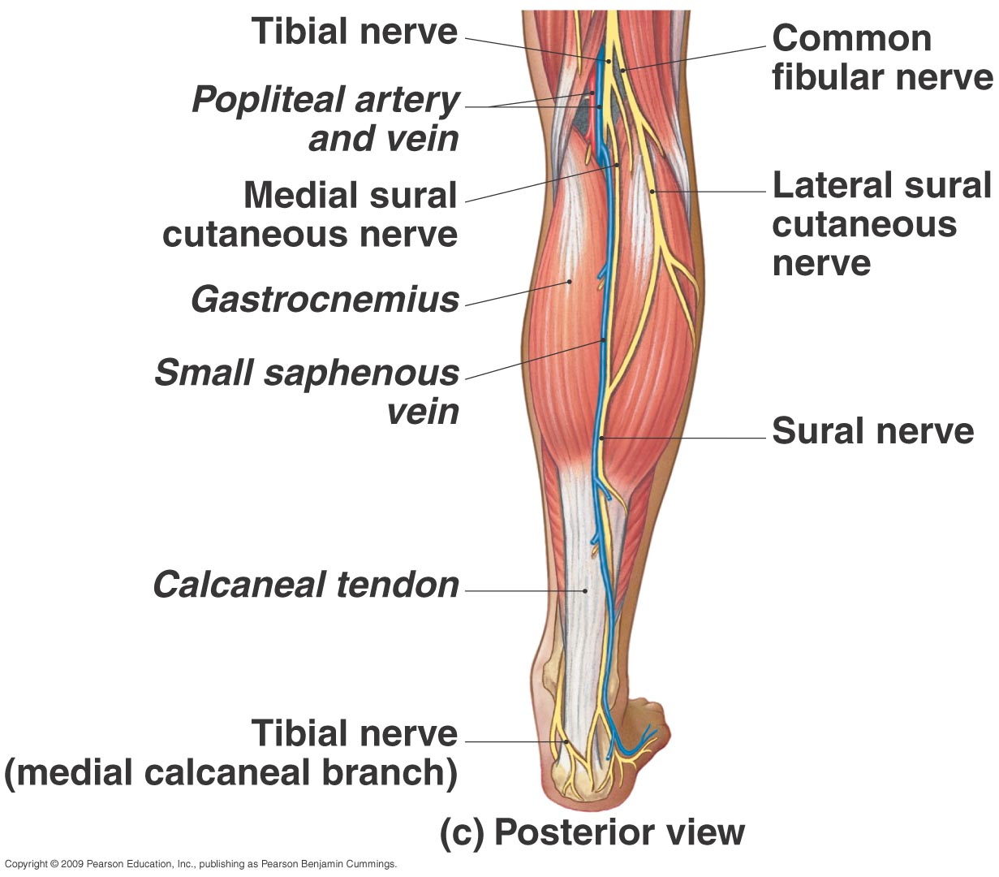 Tibial nerve
Popliteal artery
and vein
Medial sural
cutaneous nerve
Gastrocnemius
Small saphenous
vein
Calcaneal tendon
Tibial nerve
(medial calcaneal branch)
Common
fibular nerve
Lateral sural
cutaneous
nerve
Sural nerve
(c) Posterior view
Copyright © 2009 Pearson Education, Inc., publishing as Pearson Benjamin Cummings.